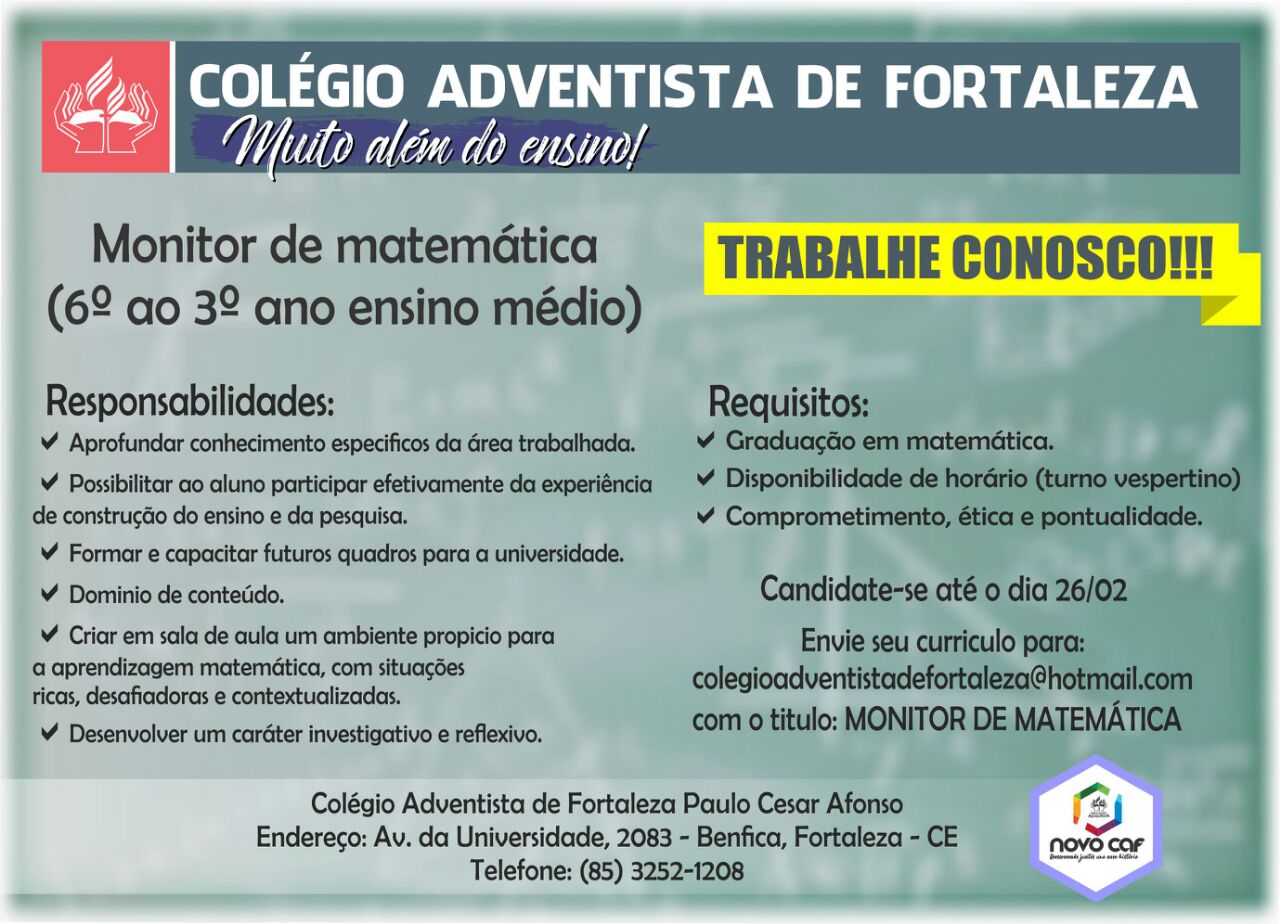 COLÉGIO ADVENTISTA DE FORTALEZA
Muito além do ensino!
Monitor de matemática
(6º ao 3º ano ensino médio)
TRABALHE CONOSCO!!!
Responsabilidades:
Aprofundar conhecimento especificos da área trabalhada.
Possibilitar ao aluno participar efetivamente da experiência
de construção do ensino e da pesquisa.
Formar e capacitar futuros quadros para a universidade.
Dominio de conteúdo.
Criar em sala de aula um ambiente propicio para
a aprendizagem matemática, com situações
ricas, desafiadoras e contextualizadas.
Desenvolver um caráter investigativo e reflexivo.
Requisitos:
Graduação em matemática.
Disponibilidade de horário (turno vespertino)
Comprometimento, ética e pontualidade.
Candidate-se até o dia 26/02
Envie seu curriculo para:
colegioadventistadefortaleza@hotmail.com
com o titulo: MONITOR DE MATEMÁTICA
Colégio Adventista de Fortaleza Paulo Cesar Afonso
Endereço: Av. da Universidade, 2083 - Benfica, Fortaleza - CE
Telefone: (85) 3252-1208
novo caf